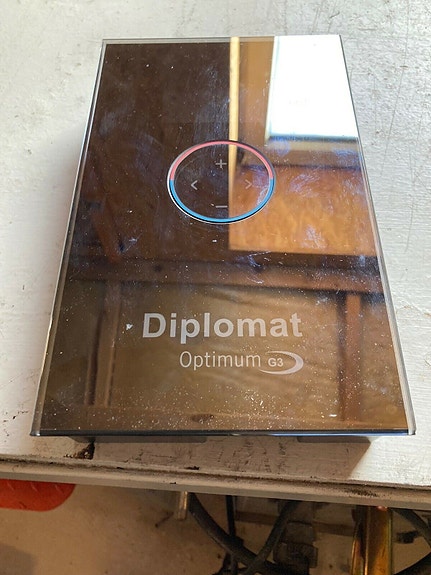 +
< >
−
Diplomat
Optimum G3